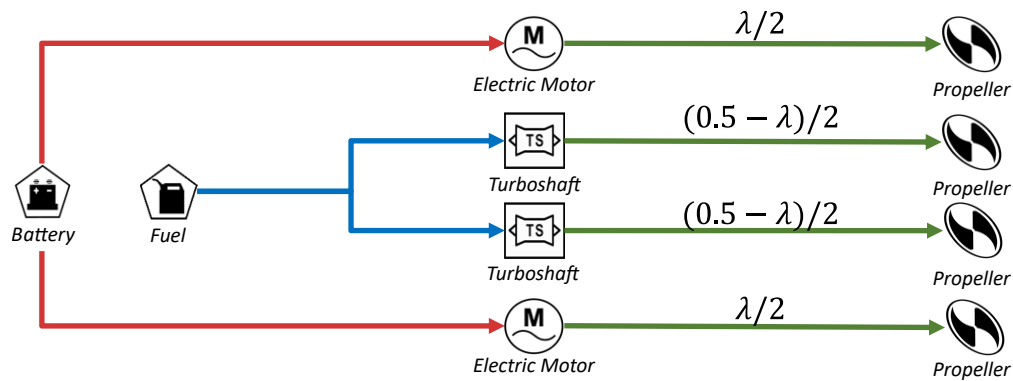 M
λ/2
Electric Motor
Propeller
(0.5 − λ)/2
TS
Turboshaft
Propeller
Battery
Fuel
(0.5 − λ)/2
TS
Turboshaft
Propeller
M
λ/2
Electric Motor
Propeller